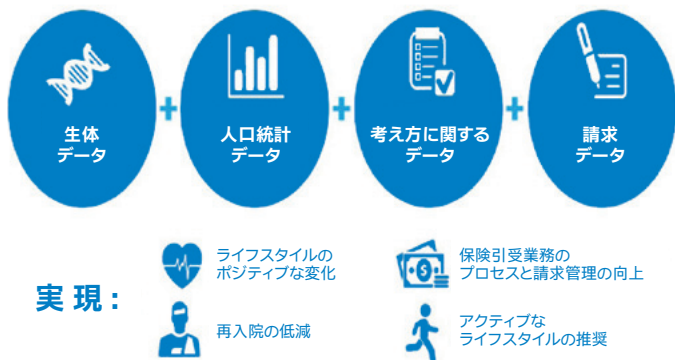 生体
データ
+
人口統計
データ
+
考え方に関する
データ
+
請求
データ
実現:
ライフスタイルの
ポジティブな変化
保険引受業務の
プロセスと請求管理の向上
再入院の低減
アクティブな
ライフスタイルの推奨